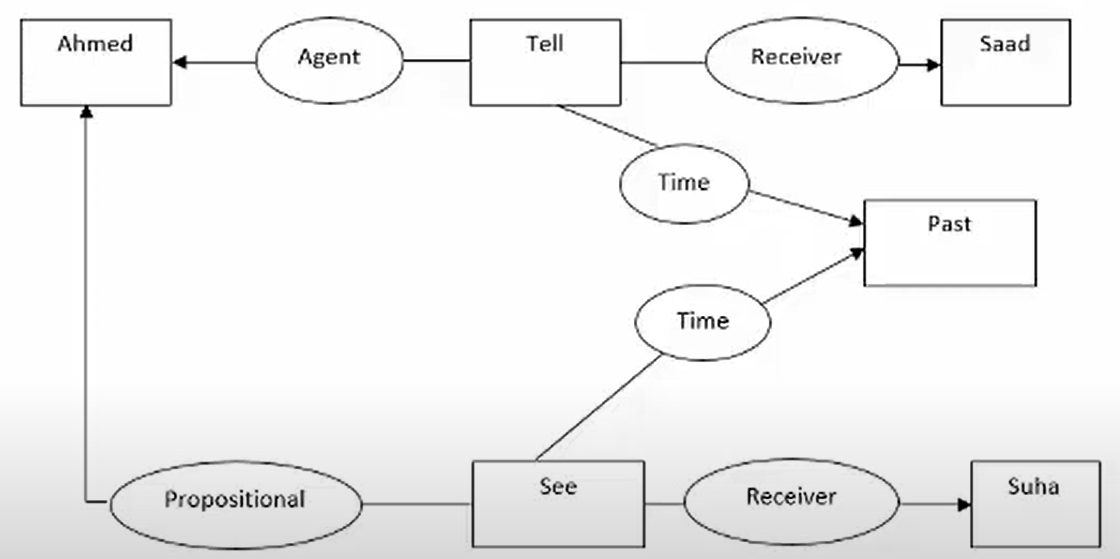 Ahmed
Agent
Tell
Receiver
Saad
Time
Past
Time
Propositional
See
Receiver
Suha